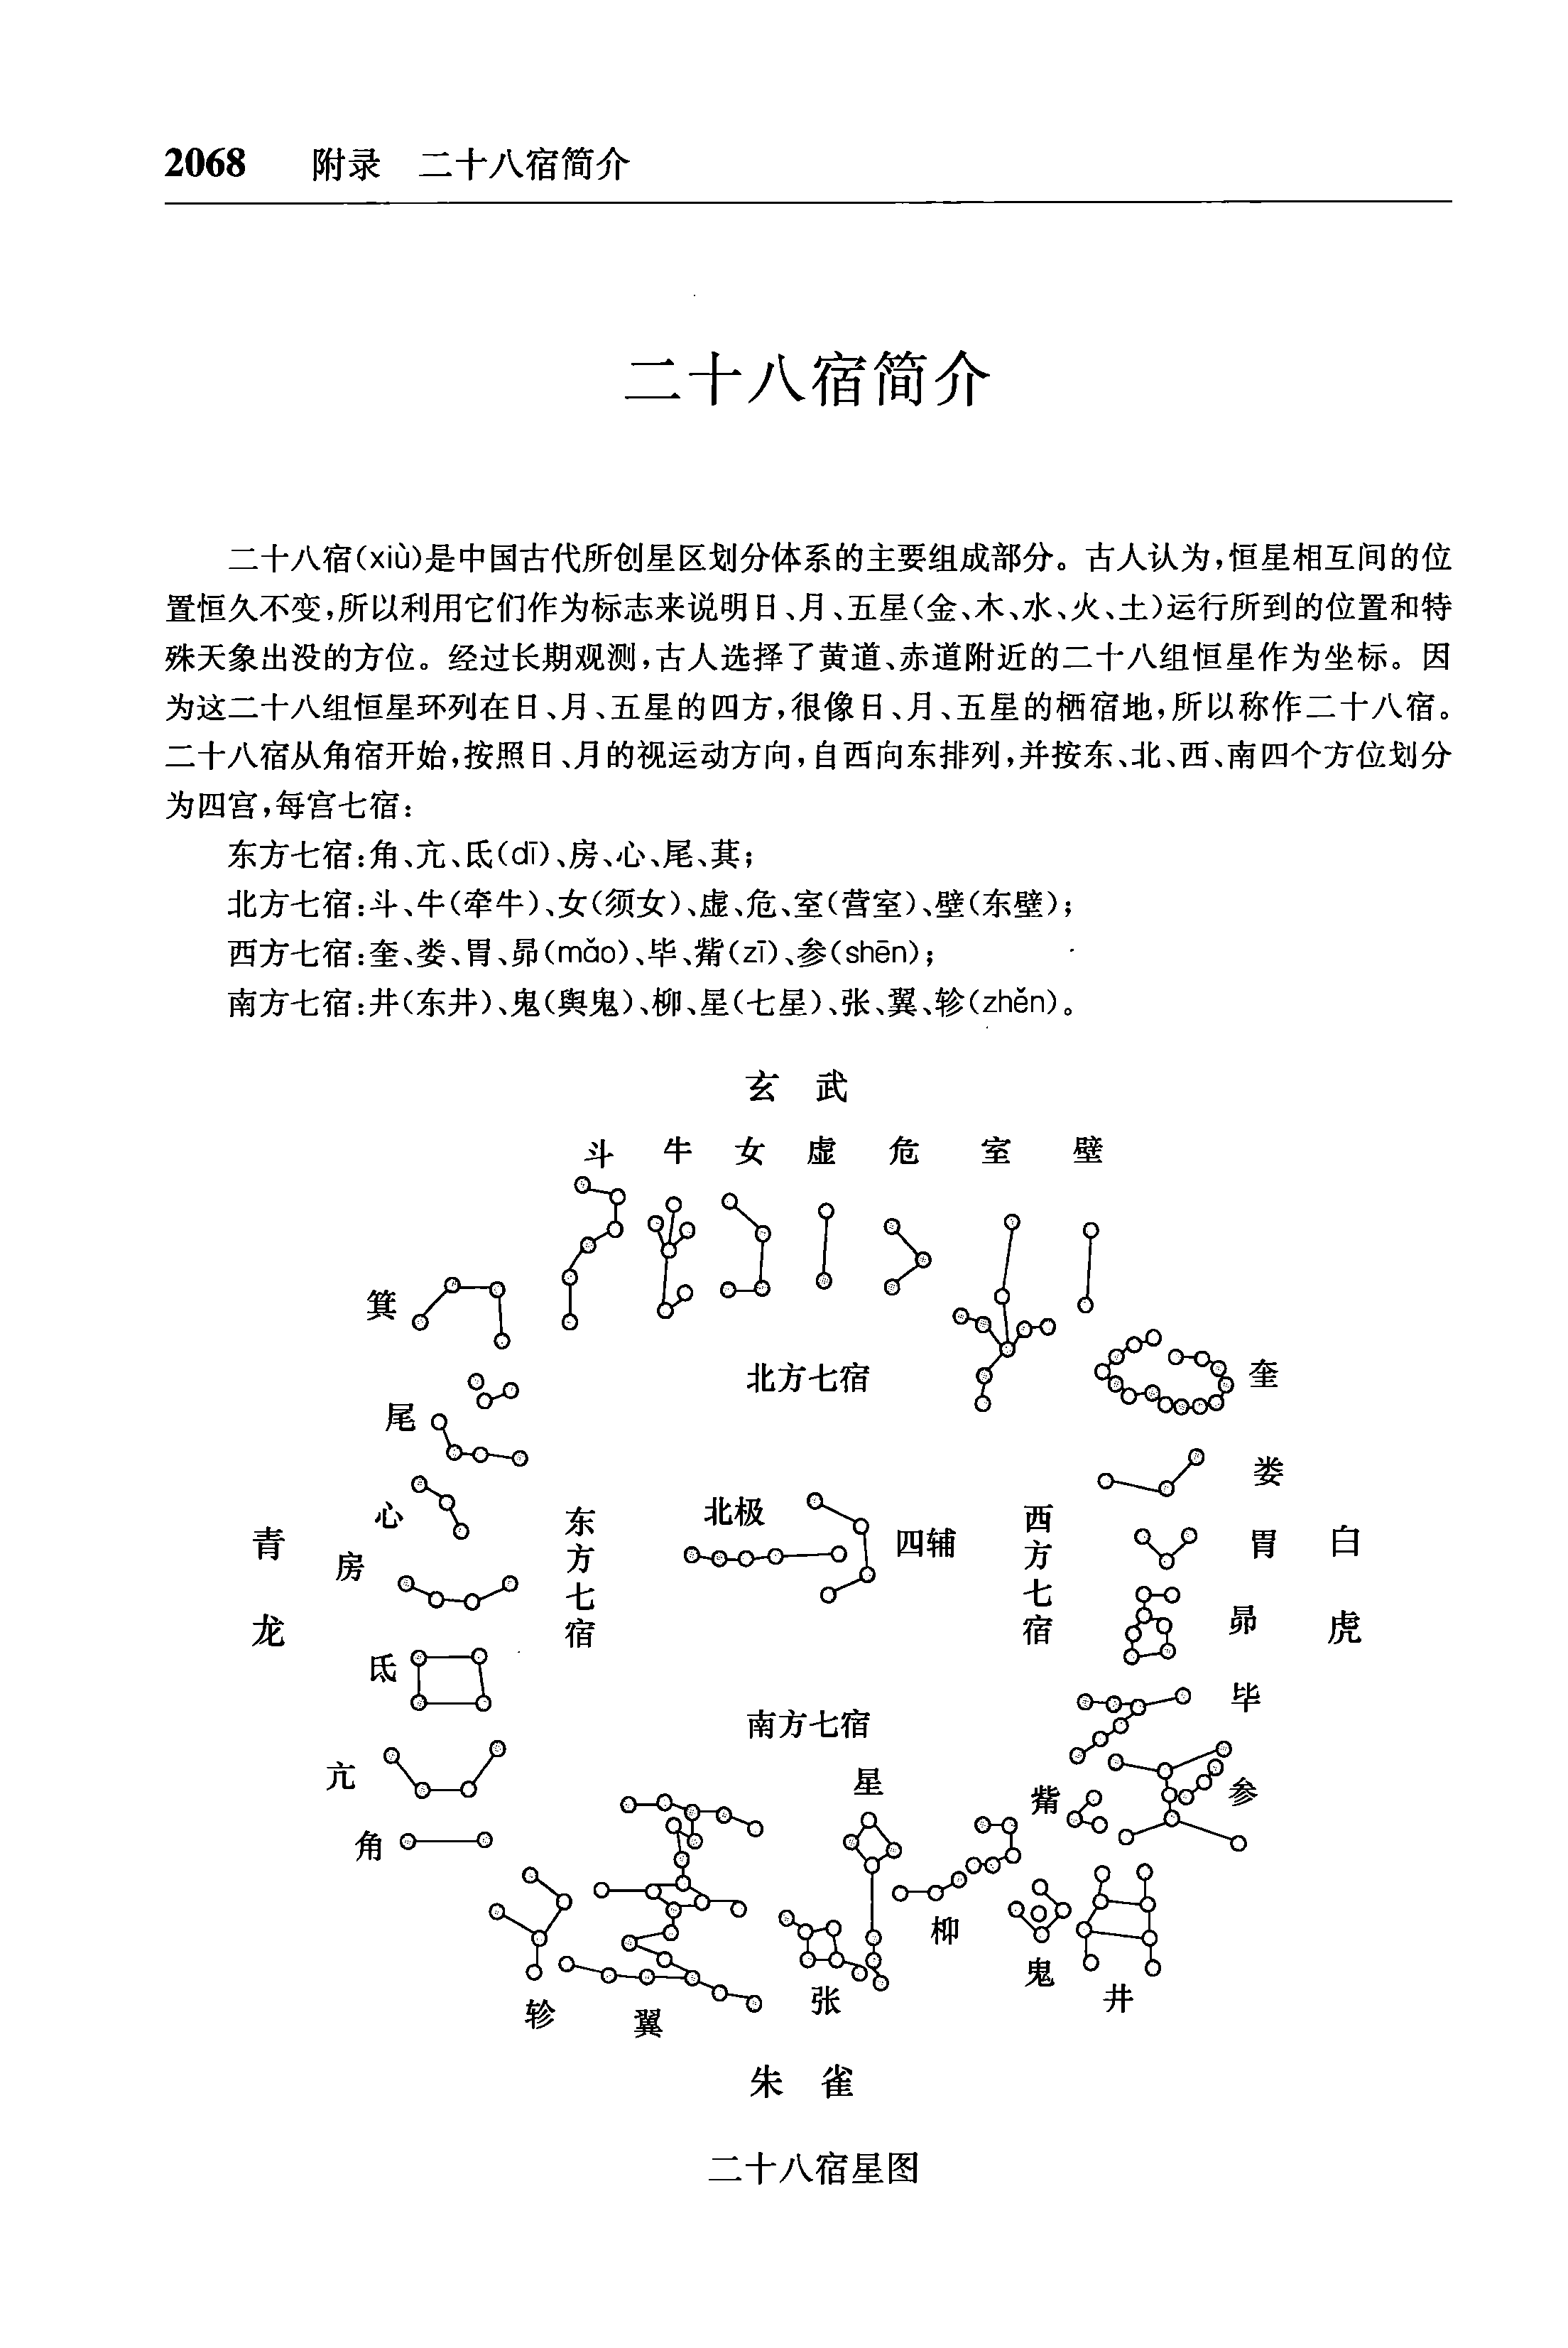 2068 附录 二十八宿简介
二十八宿简介
二十八宿(xiù)是中国古代所创星区划分体系的主要组成部分。古人认为,恒星相互间的位
置恒久不变,所以利用它们作为标志来说明日、月、五星(金、木、水、火、土)运行所到的位置和特
殊天象出没的方位。经过长期观测,古人选择了黄道、赤道附近的二十八组恒星作为坐标。因
为这二十八组恒星环列在日、月、五星的四方,很像日、月、五星的栖宿地,所以称作二十八宿。
二十八宿从角宿开始,按照日、月的视运动方向,自西向东排列,并按东、北、西、南四个方位划分
为四宫,每宫七宿:
东方七宿:角、亢、氐(dī)、房、心、尾、萁;
北方七宿:斗、牛(牵牛)、女(须女)、虚、危、室(营室)、壁(东壁);
西方七宿:奎、娄、胃、昴(mǎo)、毕、觜(zī)、参(shēn);
南方七宿:井(东井)、鬼(舆鬼)、柳、星(七星)、张、翼、轸(zhěn)。
玄武
斗 牛 女 虚 危 室 壁
箕
北方七宿
奎
尾
娄
心
北极
四辅
东方七宿
西方七宿
青龙
房
胃
白虎
昴
氐
毕
南方七宿
亢
星
觜
参
角
柳
鬼
井
张
轸
翼
朱雀
二十八宿星图